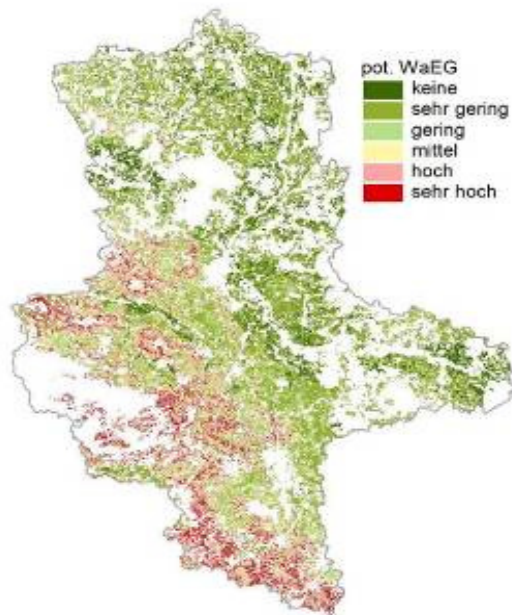 pot. WaEG
keine
sehr gering
gering
mittel
hoch
sehr hoch